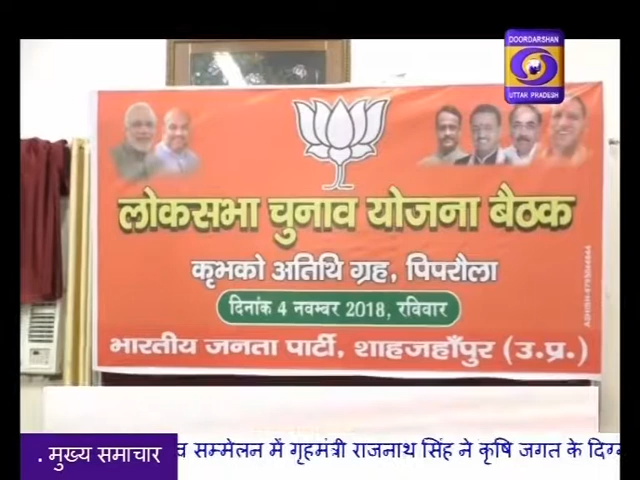 DOORDARSHAN
UTTAR PRADESH
लोकसभा चुनाव योजना बैठक
कृभको अतिथि ग्रह, पिपरौला
दिनांक 4 नवम्बर 2018, रविवार
भारतीय जनता पार्टी, शाहजहाँपुर (उ.प्र.)
. मुख्य समाचार
व सम्मेलन में गृहमंत्री राजनाथ सिंह ने कृषि जगत के दिग्